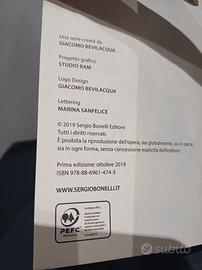 Una serie creata da
GIACOMO BEVILACQUA
Progetto grafico
STUDIO RAM
Logo Design
GIACOMO BEVILACQUA
Lettering
MARINA SANFELICE
© 2019 Sergio Bonelli Editore
Tutti i diritti riservati.
È proibita la riproduzione dell'opera, sia globalmente, sia in parte,
sia in ogni forma, senza concessione esplicita dell'editore.
Prima edizione: ottobre 2019
ISBN 978-88-6961-474-3
WWW.SERGIOBONELLI.IT
PEFC
subito